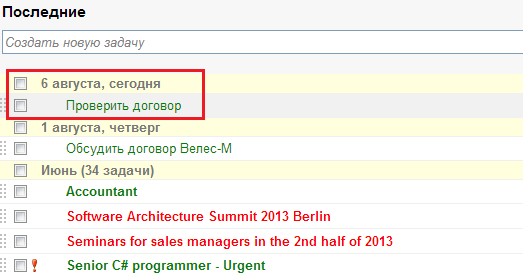 Последние
Создать новую задачу
6 августа, сегодня
Проверить договор
1 августа, четверг
Обсудить договор Велес-М
Июнь (34 задачи)
Accountant
Software Architecture Summit 2013 Berlin
Seminars for sales managers in the 2nd half of 2013
Senior C# programmer - Urgent